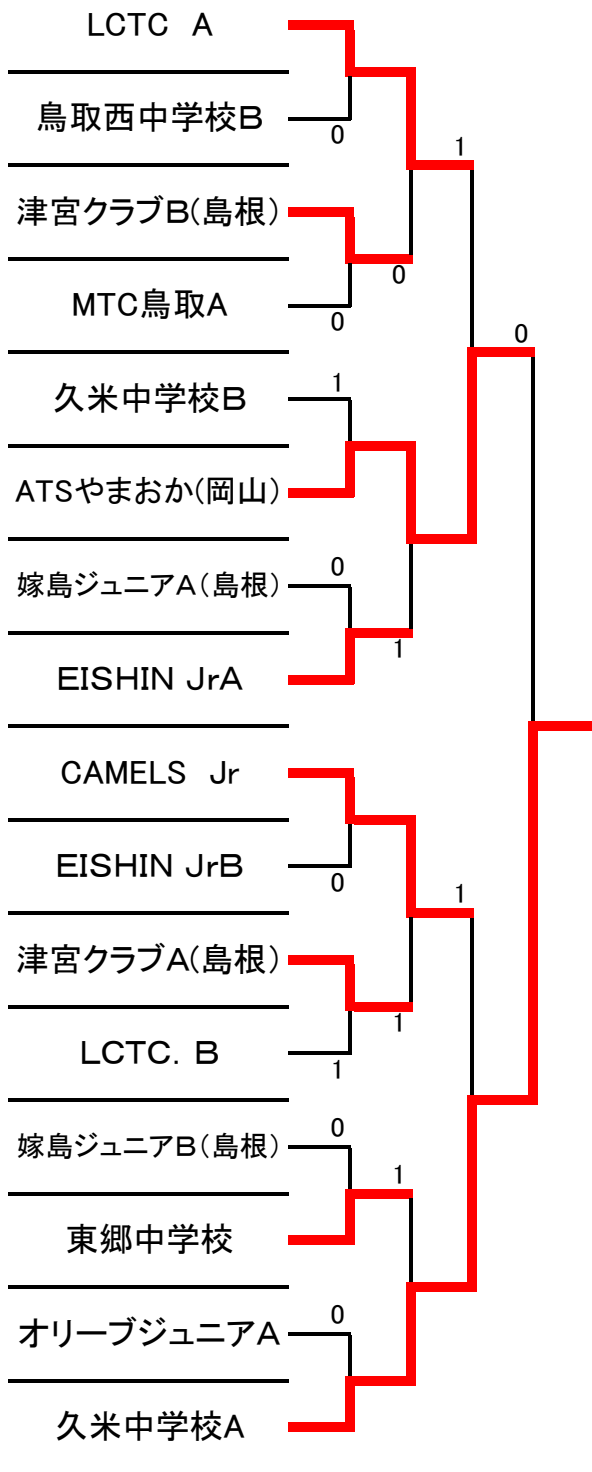 LCTC　A
鳥取西中学校B
0
1
津宮クラブB(島根)
0
MTC鳥取A
0
0
久米中学校B
1
ATSやまおか(岡山)
嫁島ジュニアA(島根)
0
1
EISHIN JrA
CAMELS　Jr
EISHIN JrB
0
1
津宮クラブA(島根)
1
LCTC. B
1
嫁島ジュニアB(島根)
0
1
東郷中学校
オリーブジュニアA
0
久米中学校A